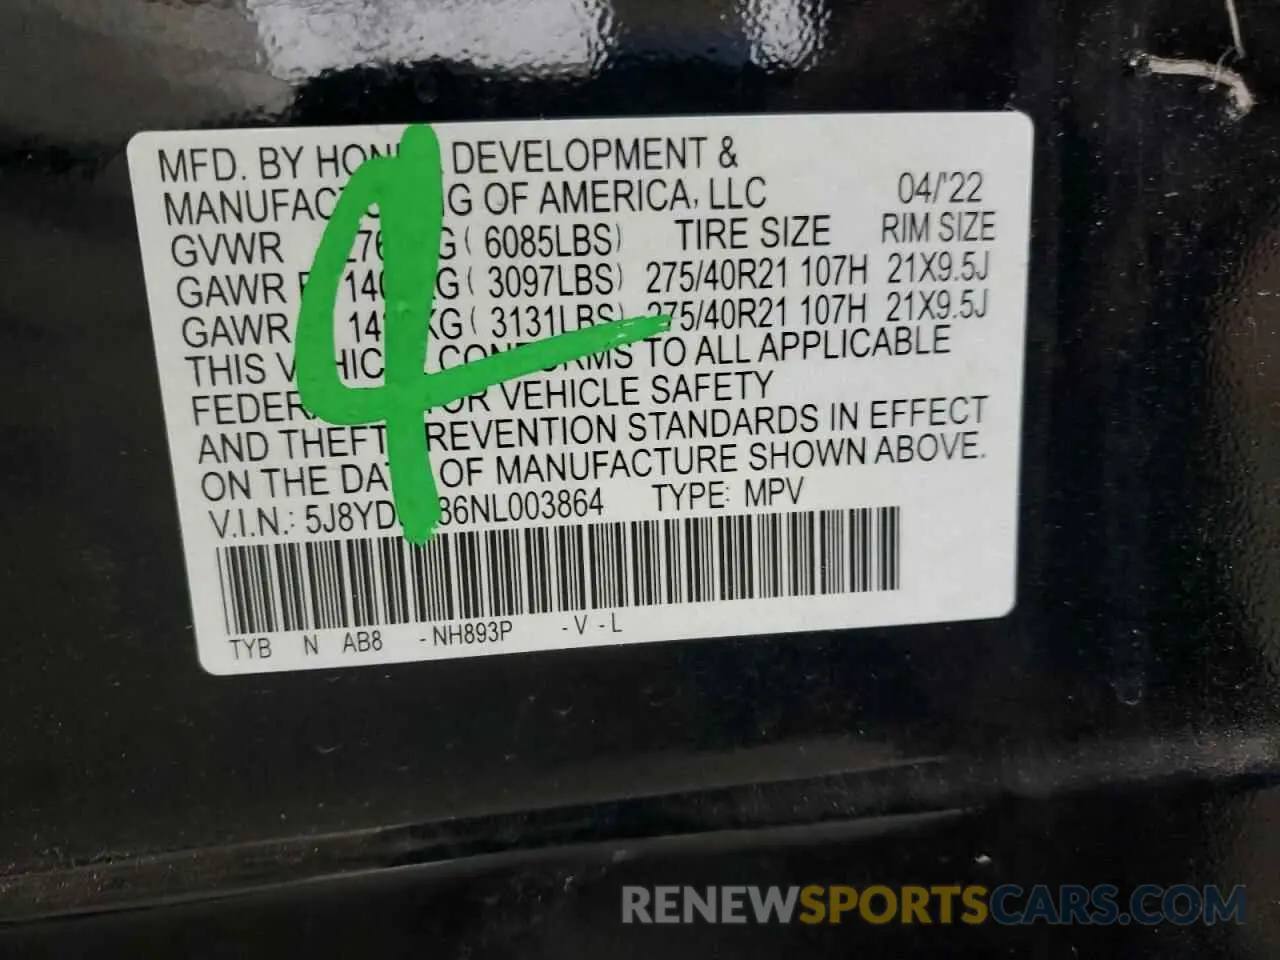 MFD. BY DEVELOPMENT &
OF AMERICA, LLC 04/'22
GVWR ( 6085LBS) TIRE SIZE RIM SIZE
GAWR ( 3097LBS) 275/40R21 107H 21X9.5J
GAWR ( 3131LBS) 275/40R21 107H 21X9.5J
THIS TO ALL APPLICABLE
VEHICLE SAFETY
AND THEFT PREVENTION STANDARDS IN EFFECT
ON THE OF MANUFACTURE SHOWN ABOVE.
V.I.N.: TYPE: MPV
TYB N AB8 - NH893P - V - L
4
RENEWSPORTSCARS.COM